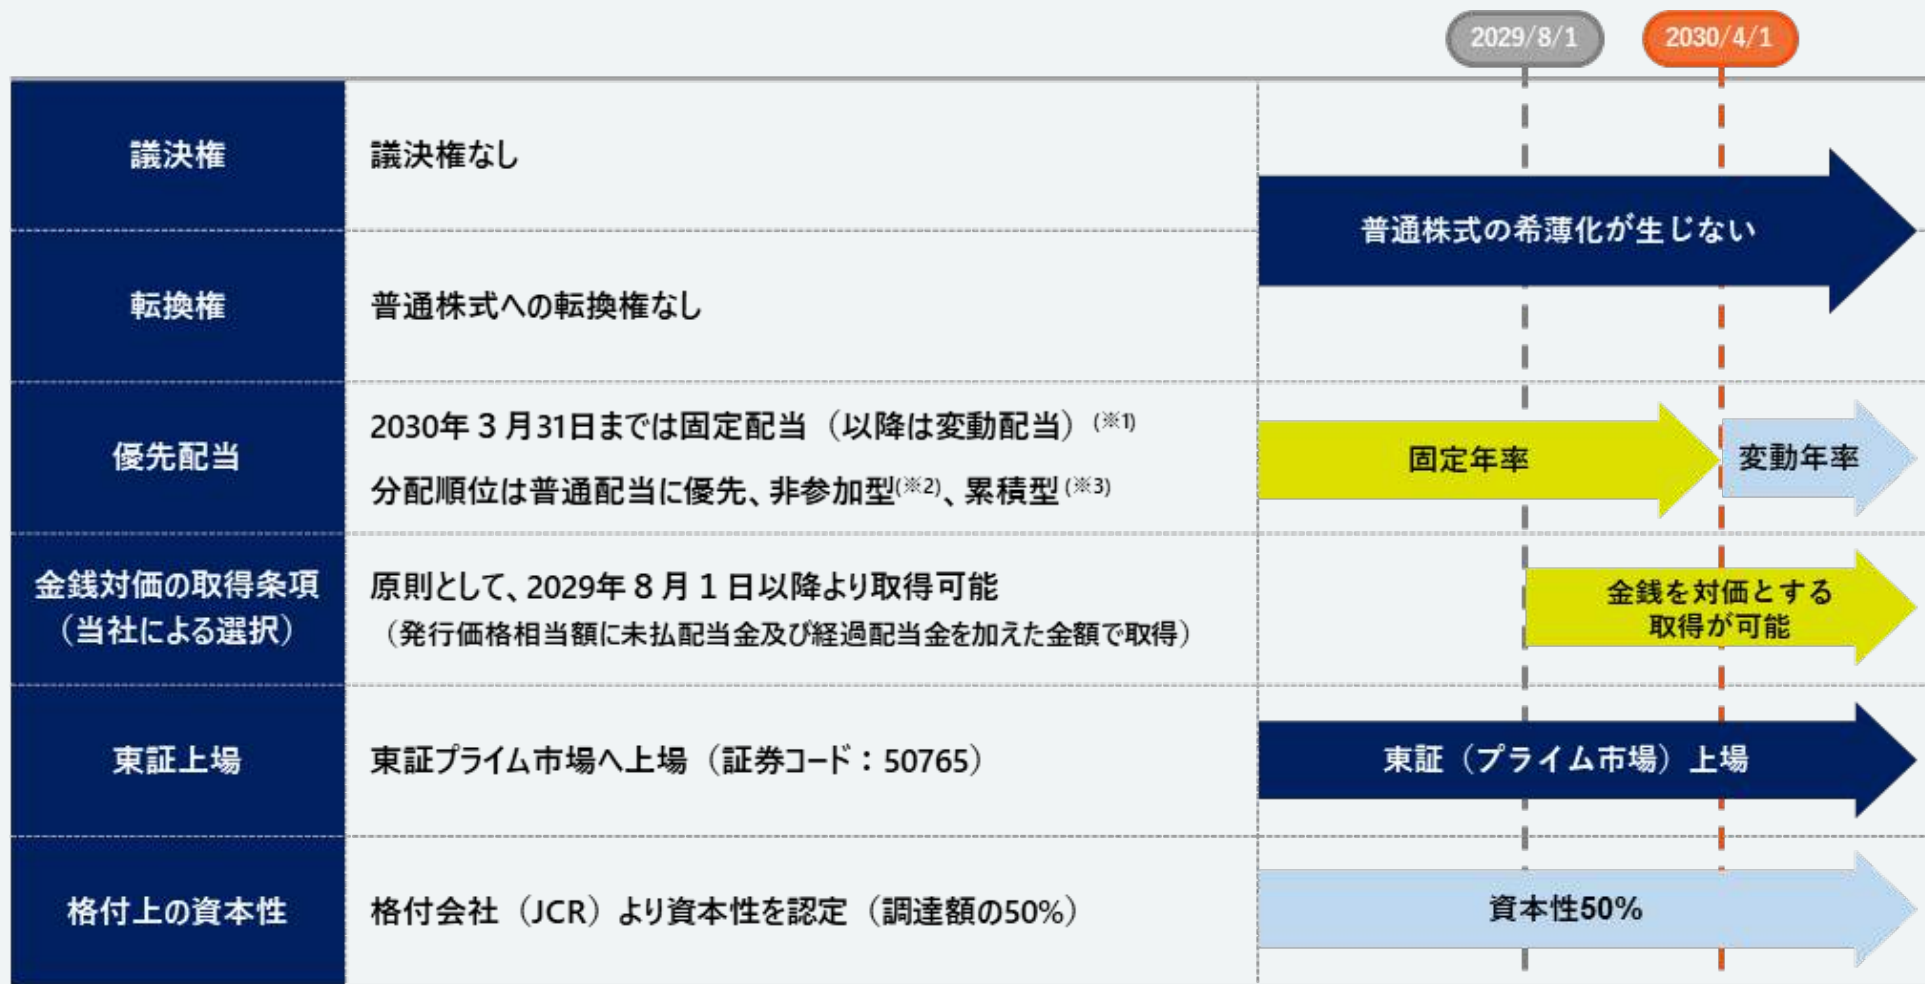 2029/8/1
2030/4/1
議決権
議決権なし
普通株式の希薄化が生じない
転換権
普通株式への転換権なし
優先配当
2030年3月31日までは固定配当（以降は変動配当）(※1)
分配順位は普通配当に優先、非参加型(※2)、累積型(※3)
固定年率
変動年率
金銭対価の取得条項
（当社による選択）
原則として、2029年8月1日以降より取得可能
（発行価格相当額に未払配当金及び経過配当金を加えた金額で取得）
金銭を対価とする
取得が可能
東証上場
東証プライム市場へ上場（証券コード：50765）
東証（プライム市場）上場
格付上の資本性
格付会社（JCR）より資本性を認定（調達額の50%）
資本性50%